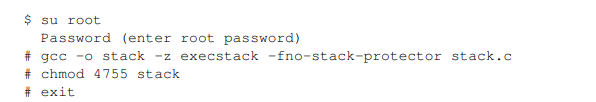 $ su root
Password (enter root password)
# gcc -o stack -z execstack -fno-stack-protector stack.c
# chmod 4755 stack
# exit